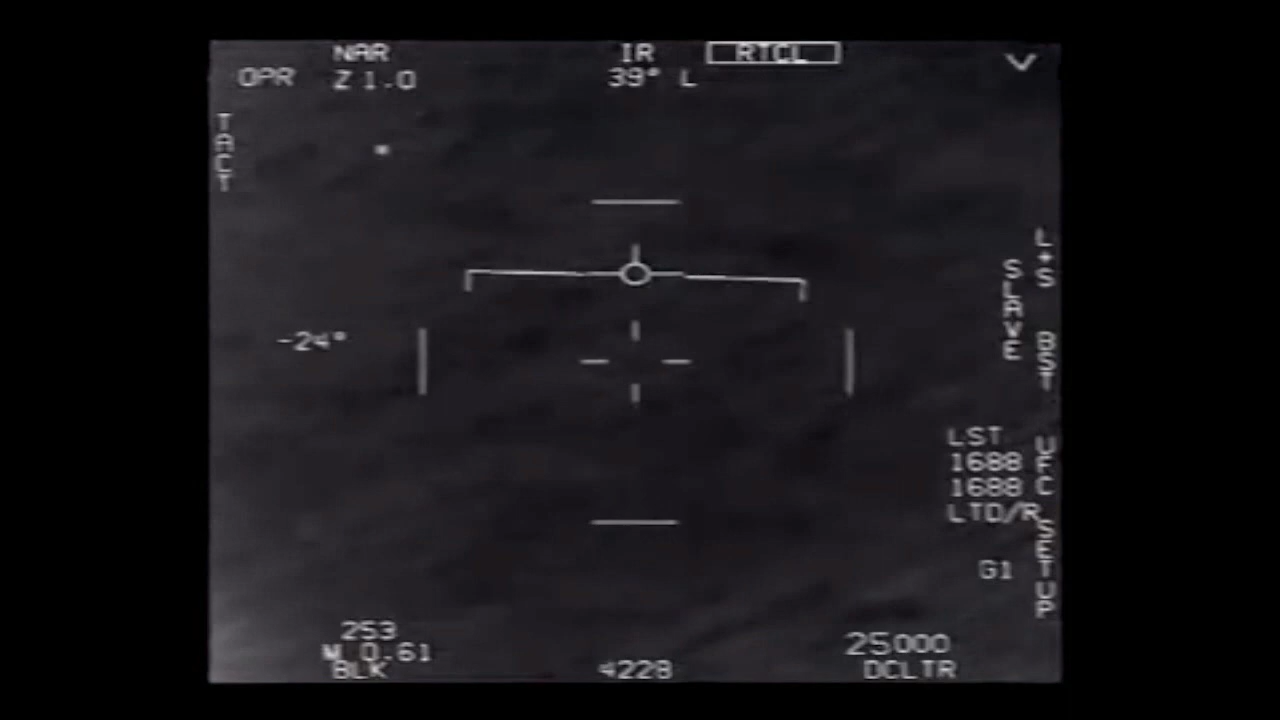 NAR IR RTCL
OPR Z 1.0 39° L
TACT
L+S
SLAVE
BST
-24°
LST
1688
1688
LTD/R
UFC
SETUP
G1
253
M 0.61
BLK
4228
25000
DCLTR